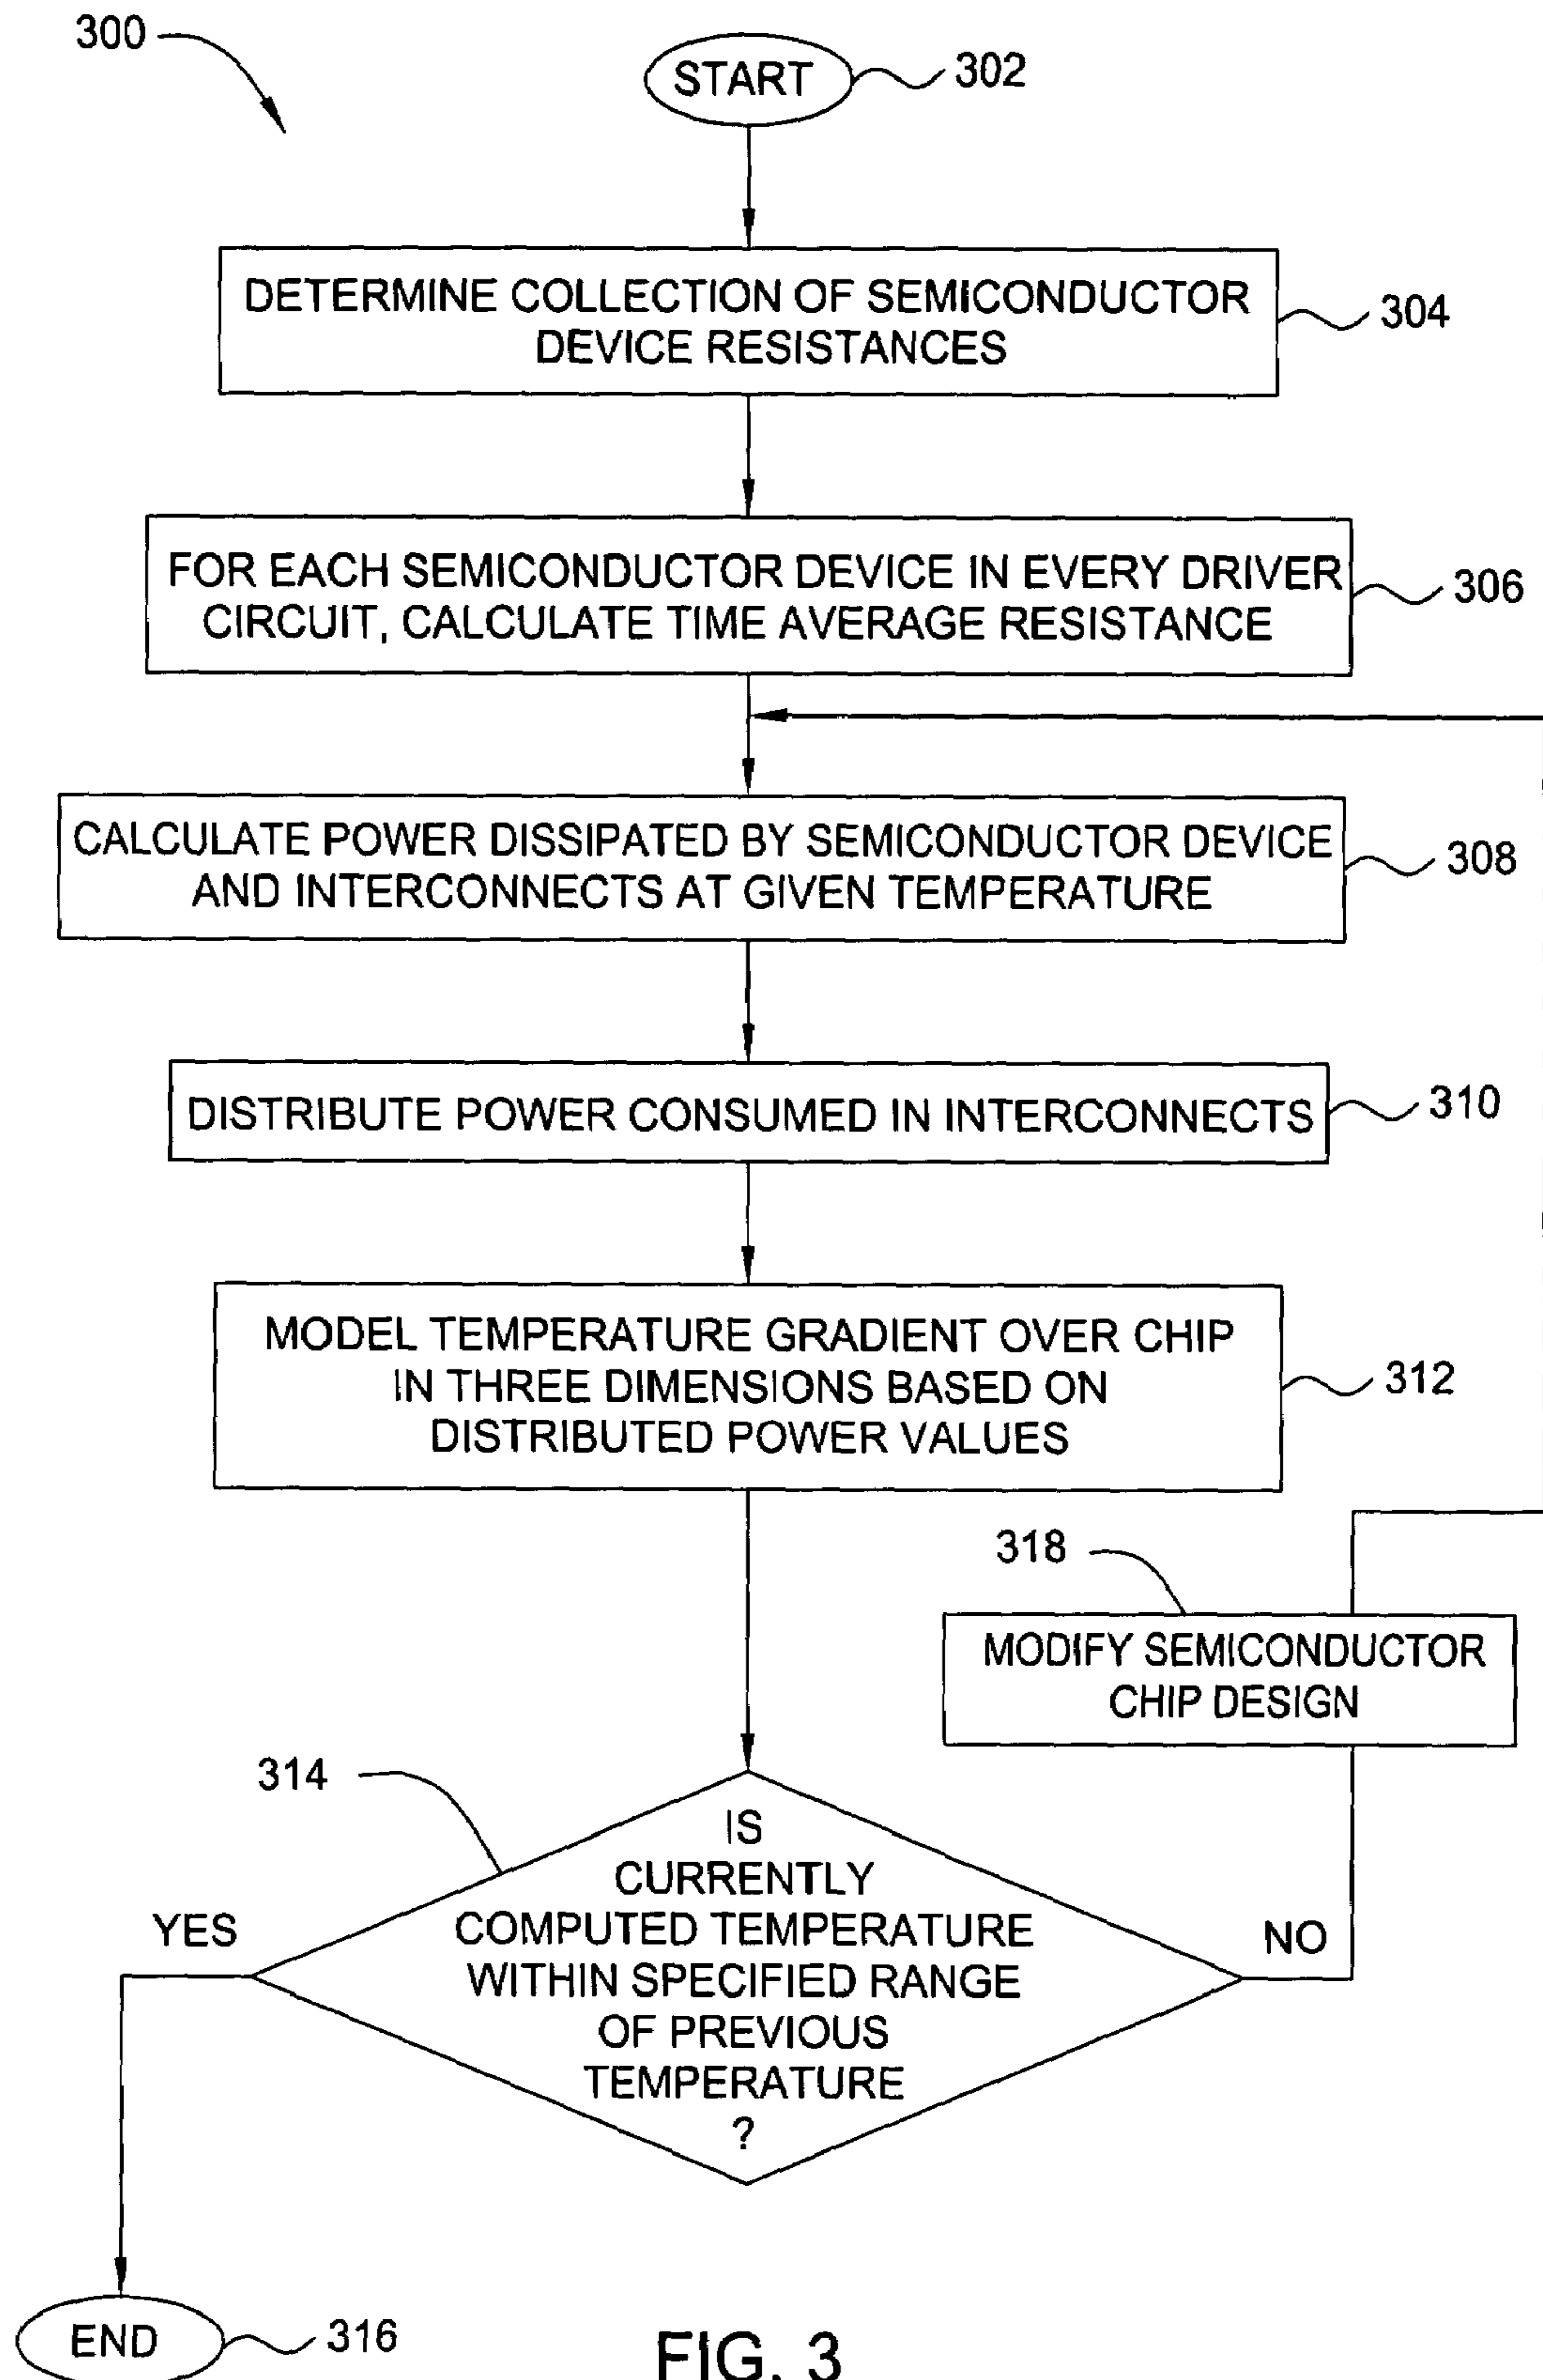 300
START
302
DETERMINE COLLECTION OF SEMICONDUCTOR
DEVICE RESISTANCES
304
FOR EACH SEMICONDUCTOR DEVICE IN EVERY DRIVER
CIRCUIT, CALCULATE TIME AVERAGE RESISTANCE
306
CALCULATE POWER DISSIPATED BY SEMICONDUCTOR DEVICE
AND INTERCONNECTS AT GIVEN TEMPERATURE
308
DISTRIBUTE POWER CONSUMED IN INTERCONNECTS
310
MODEL TEMPERATURE GRADIENT OVER CHIP
IN THREE DIMENSIONS BASED ON
DISTRIBUTED POWER VALUES
312
318
MODIFY SEMICONDUCTOR
CHIP DESIGN
314
IS
CURRENTLY
COMPUTED TEMPERATURE
WITHIN SPECIFIED RANGE
OF PREVIOUS
TEMPERATURE
?
YES
NO
END
316
FIG. 3